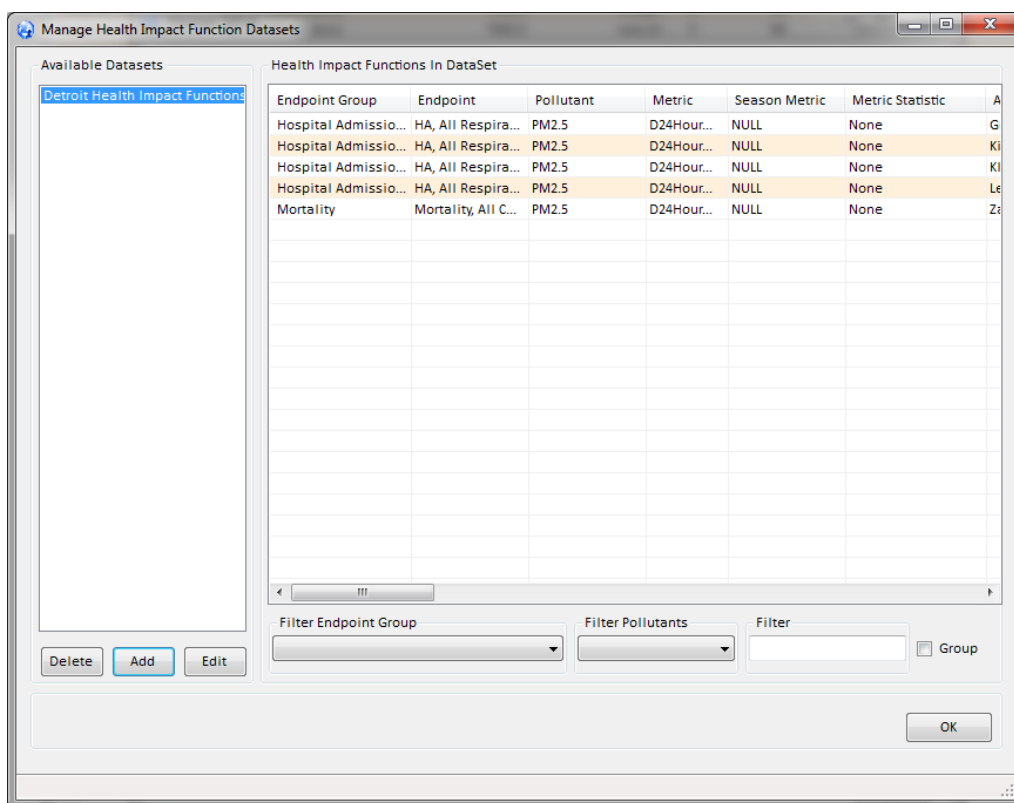 Manage Health Impact Function Datasets
Available Datasets
Health Impact Functions In DataSet
Detroit Health Impact Functions
Endpoint Group Endpoint Pollutant Metric Season Metric Metric Statistic A
Hospital Admissio... HA, All Respira... PM2.5 D24Hour... NULL None G
Hospital Admissio... HA, All Respira... PM2.5 D24Hour... NULL None Ki
Hospital Admissio... HA, All Respira... PM2.5 D24Hour... NULL None Kl
Hospital Admissio... HA, All Respira... PM2.5 D24Hour... NULL None Le
Mortality Mortality, All C... PM2.5 D24Hour... NULL None Za
Filter Endpoint Group Filter Pollutants Filter
Group
Delete Add Edit
OK